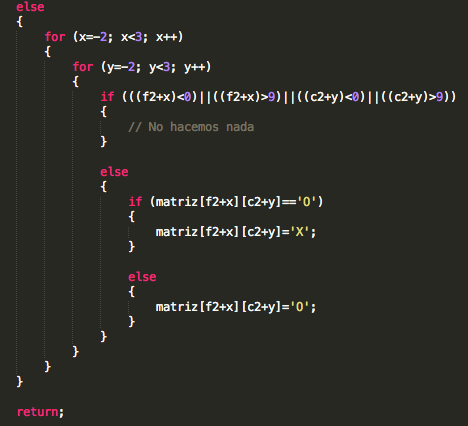 else
{
    for (x=-2; x<3; x++)
    {
        for (y=-2; y<3; y++)
        {
            if (((f2+x)<0)||((f2+x)>9)||((c2+y)<0)||((c2+y)>9))
            {
                // No hacemos nada
            }
            else
            {
                if (matriz[f2+x][c2+y]=='O')
                {
                    matriz[f2+x][c2+y]='X';
                }
                else
                {
                    matriz[f2+x][c2+y]='O';
                }
            }
        }
    }
}
return;